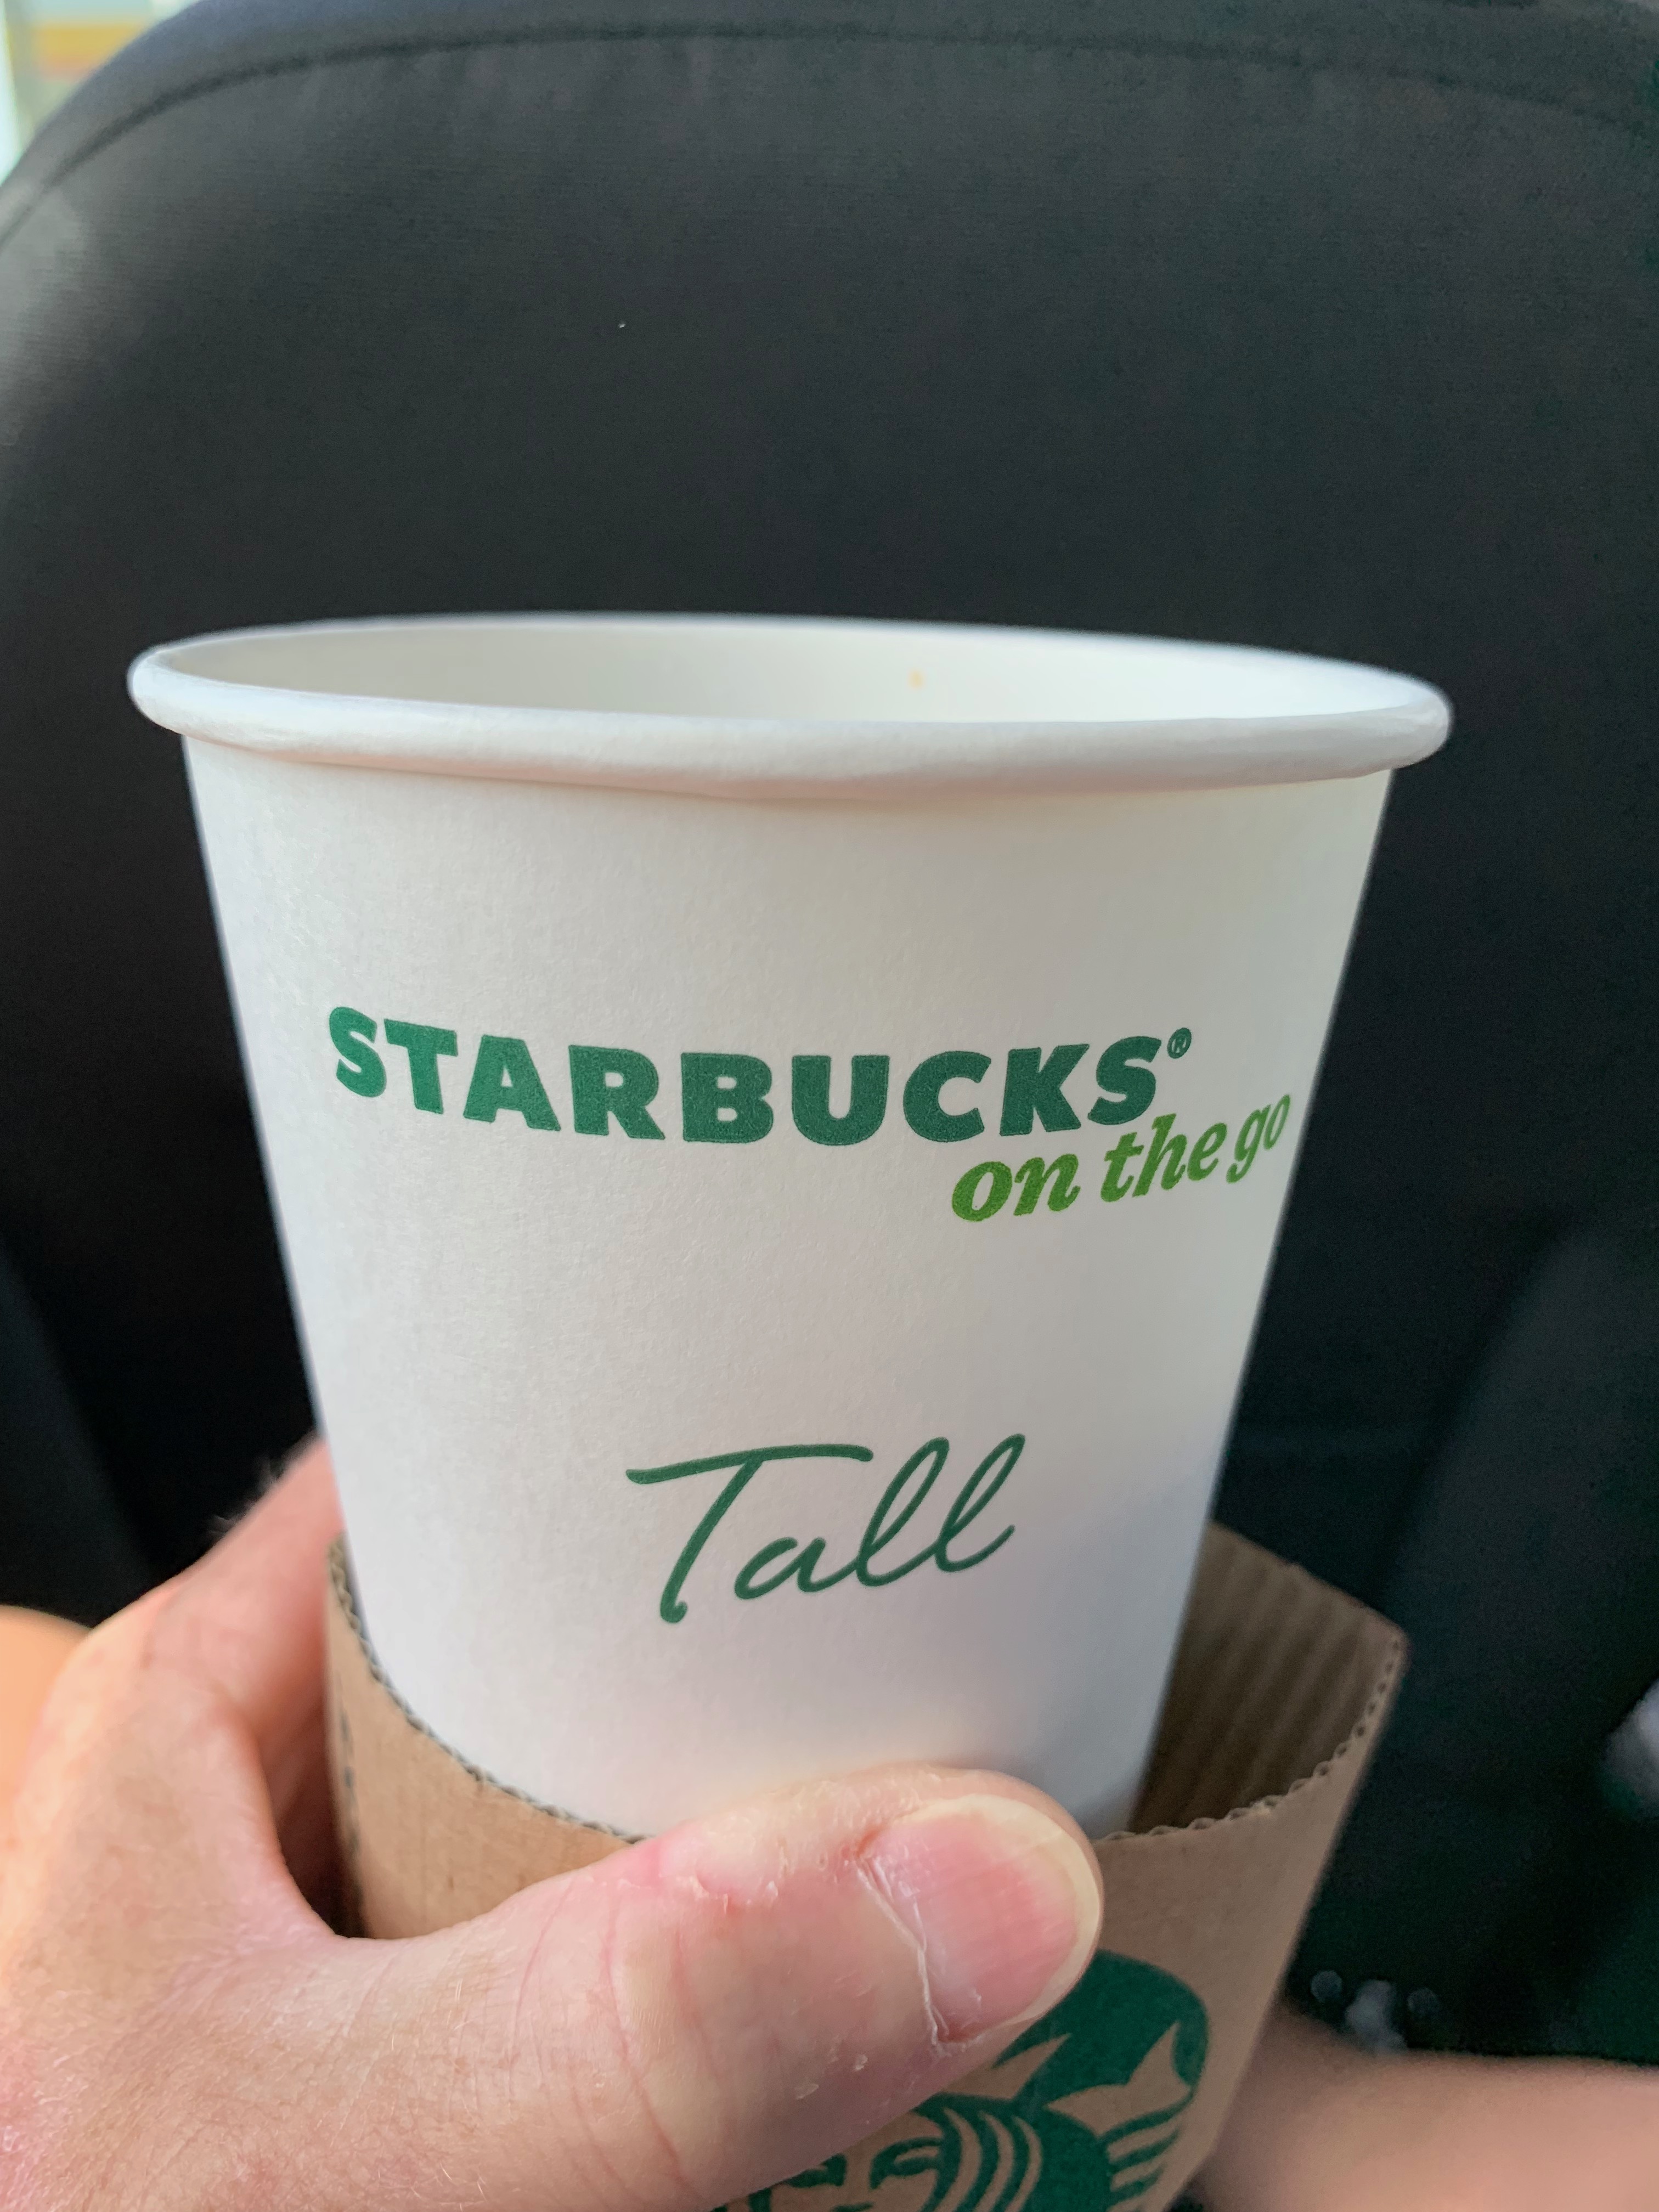 STARBUCKS®
on the go
Tall